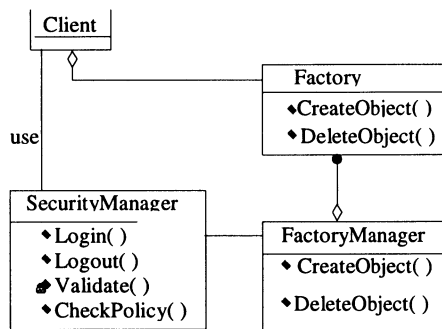 Client
Factory
CreateObject( )
DeleteObject( )
use
SecurityManager
Login( )
Logout( )
Validate( )
CheckPolicy( )
FactoryManager
CreateObject( )
DeleteObject( )